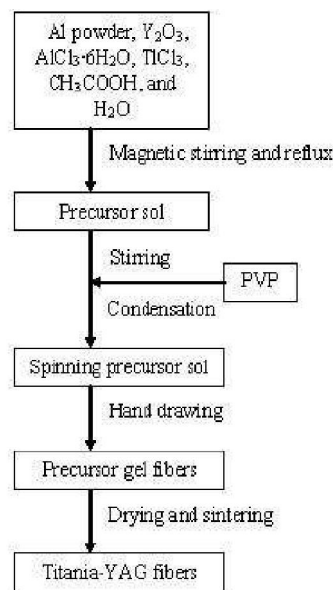 Al powder, Y₂O₃,
AlCl₃·6H₂O, TlCl₃,
CH₃COOH, and
H₂O
Magnetic stirring and reflux
Precursor sol
Stirring
PVP
Condensation
Spinning precursor sol
Hand drawing
Precursor gel fibers
Drying and sintering
Titania-YAG fibers